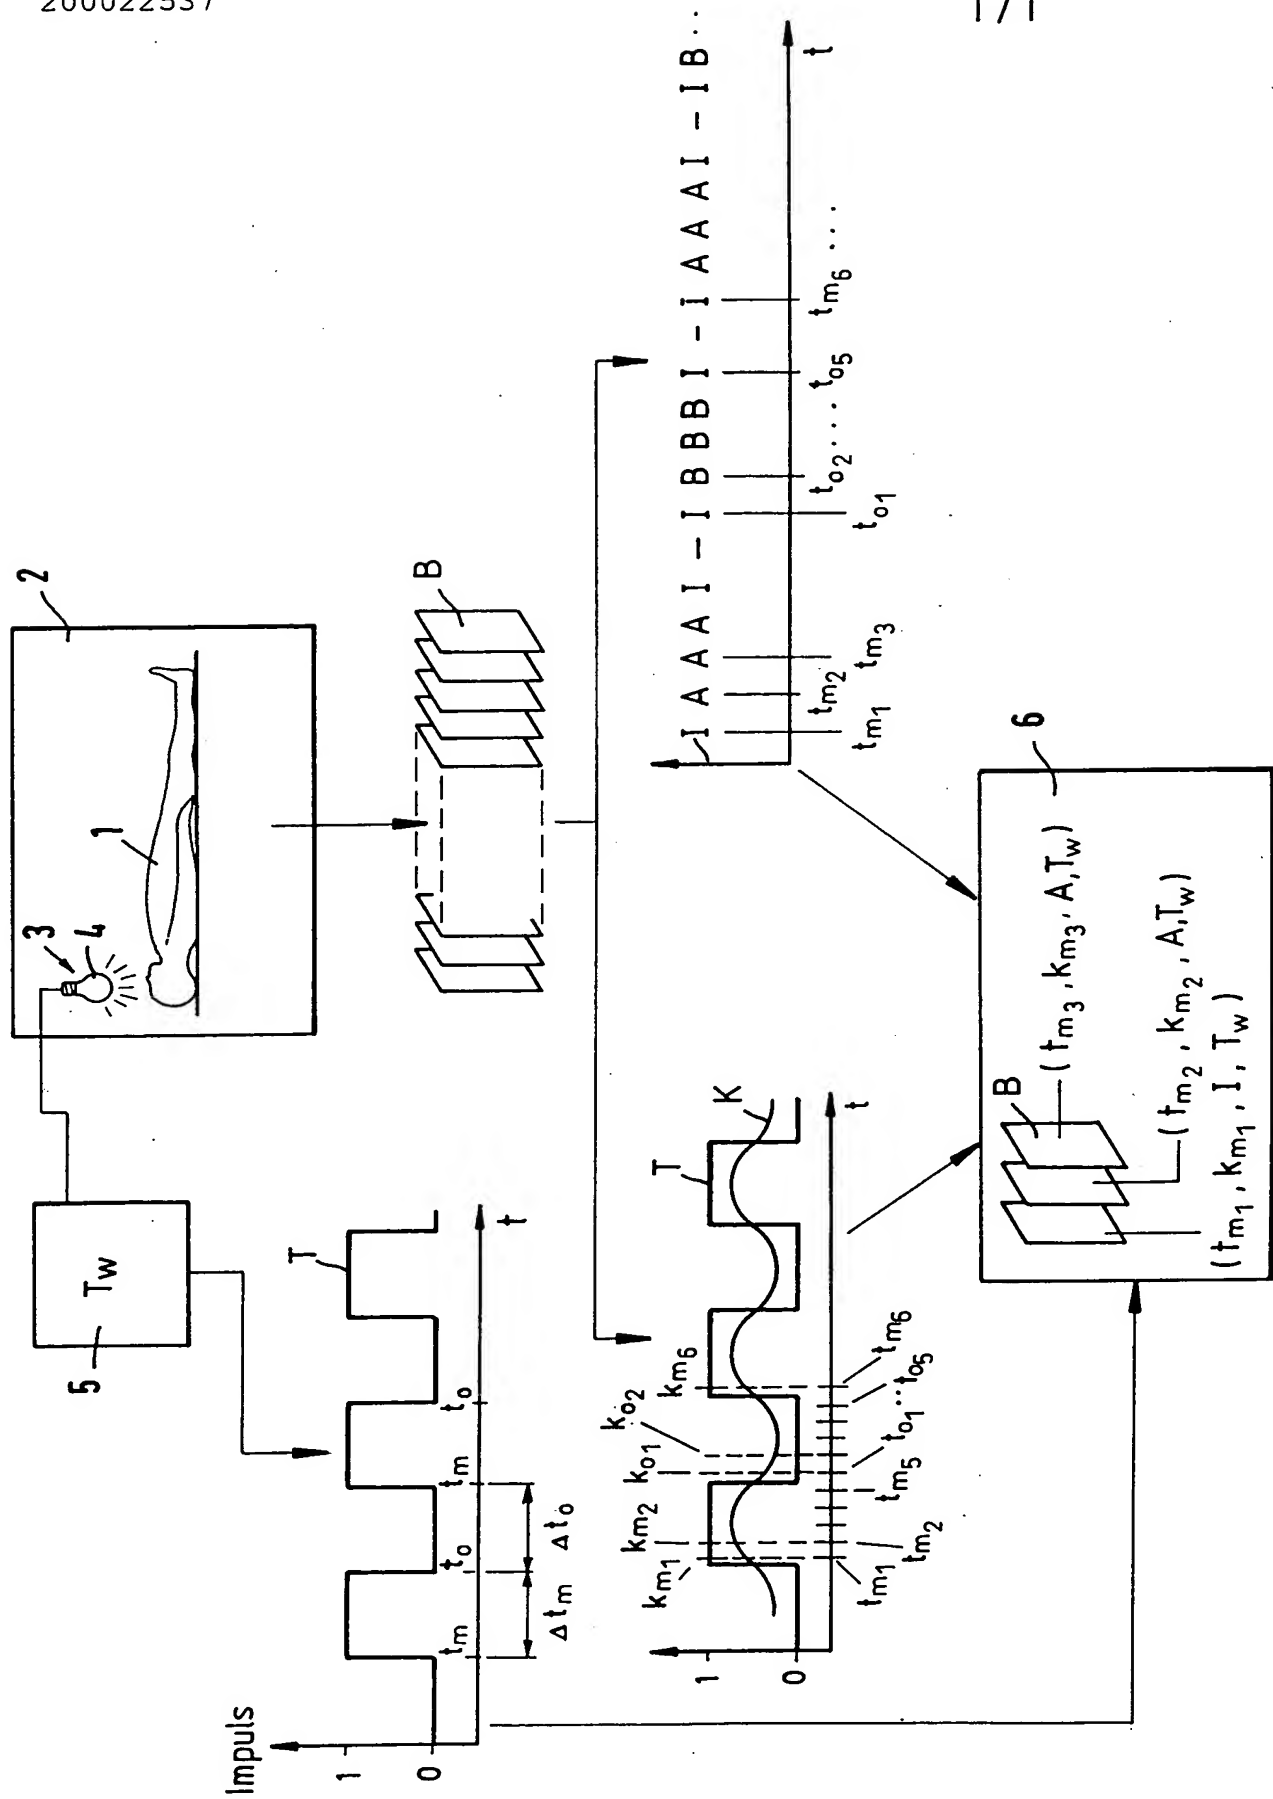 200022537
1/1
2
1
3
4
5
Tw
B
Impuls
1
0
T
t
tm
to
tm
to
Δtm
Δto
1
0
T
K
km1
km2
ko1
ko2
km6
tm1
tm2
tm5
to1 ... to5
tm6
t
I A A A I - I B B B I - I A A A I - I B ...
tm1
tm2
tm3
to1
to2 ....
to5
tm6 ...
t
6
B
(tm3, km3, A, Tw)
(tm2, km2, A, Tw)
(tm1, km1, I, Tw)